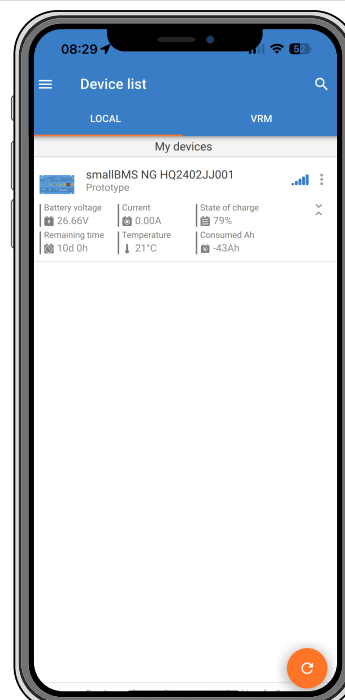 08:29
52
Device list
LOCAL VRM
My devices
smallBMS NG HQ2402JJ001
Prototype
Battery voltage Current State of charge
26.66V 0.00A 79%
Remaining time Temperature Consumed Ah
10d 0h 21°C -43Ah